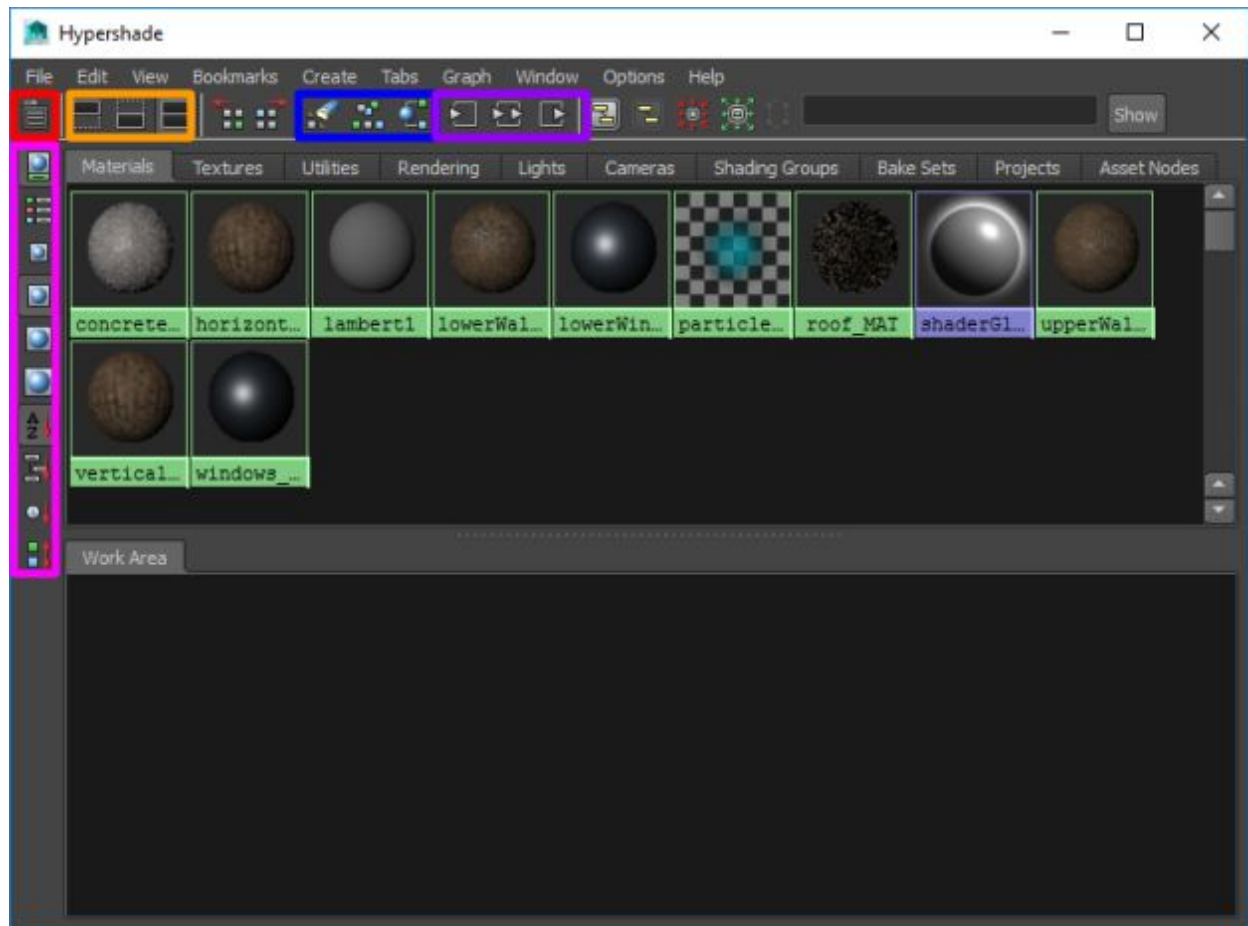 Hypershade
File Edit View Bookmarks Create Tabs Graph Window Options Help
Show
Materials Textures Utilities Rendering Lights Cameras Shading Groups Bake Sets Projects Asset Nodes
concrete... horizont... lambert1 lowerWal... lowerWin... particle... roof_MAT shaderGl... upperWal...
vertical... windows_...
A
Z
Work Area